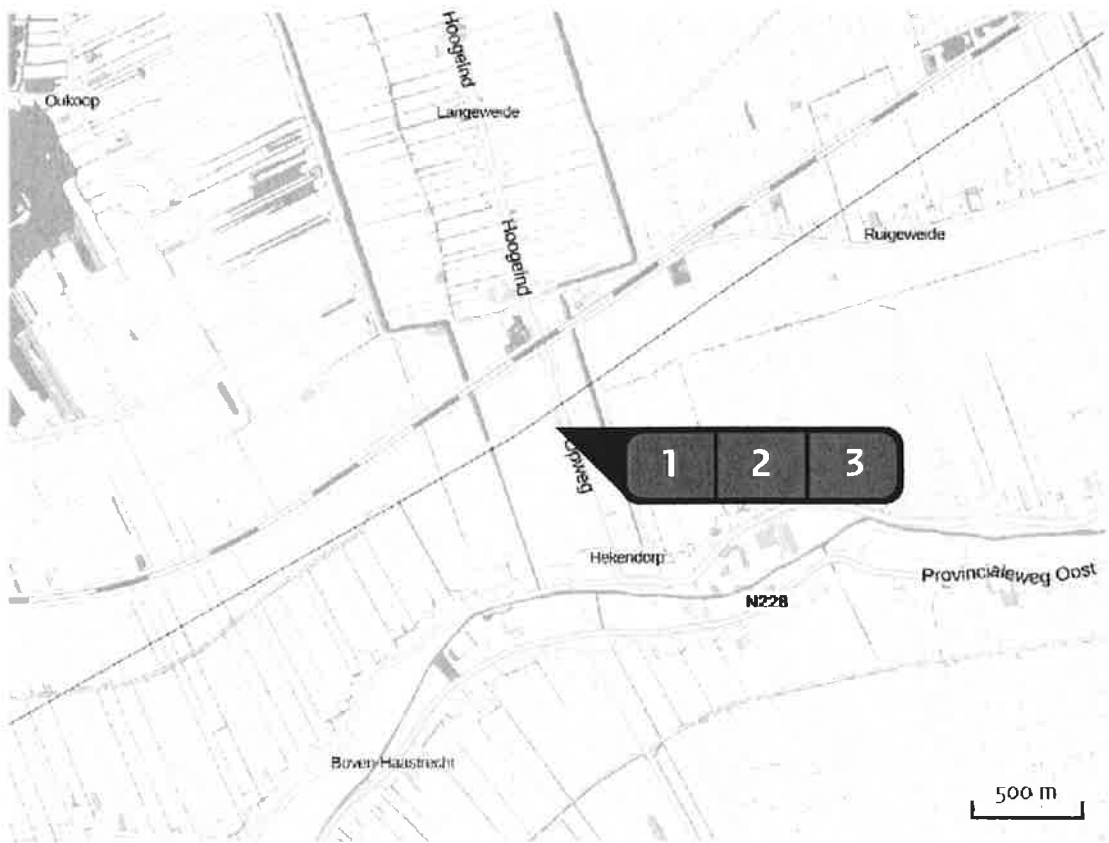 Hoogeind
Oukoop
Langeweide
Ruigeweide
Hoogeind
1 2 3
Hekendorp
Provincialeweg Oost
N228
Boven-Haastrecht
500 m